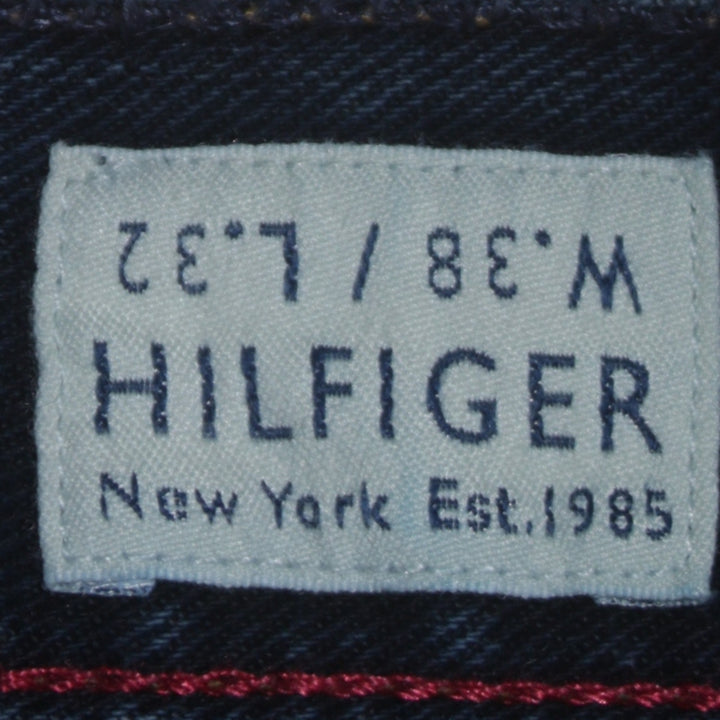 W.38 / L.32
HILFIGER
New York Est.1985